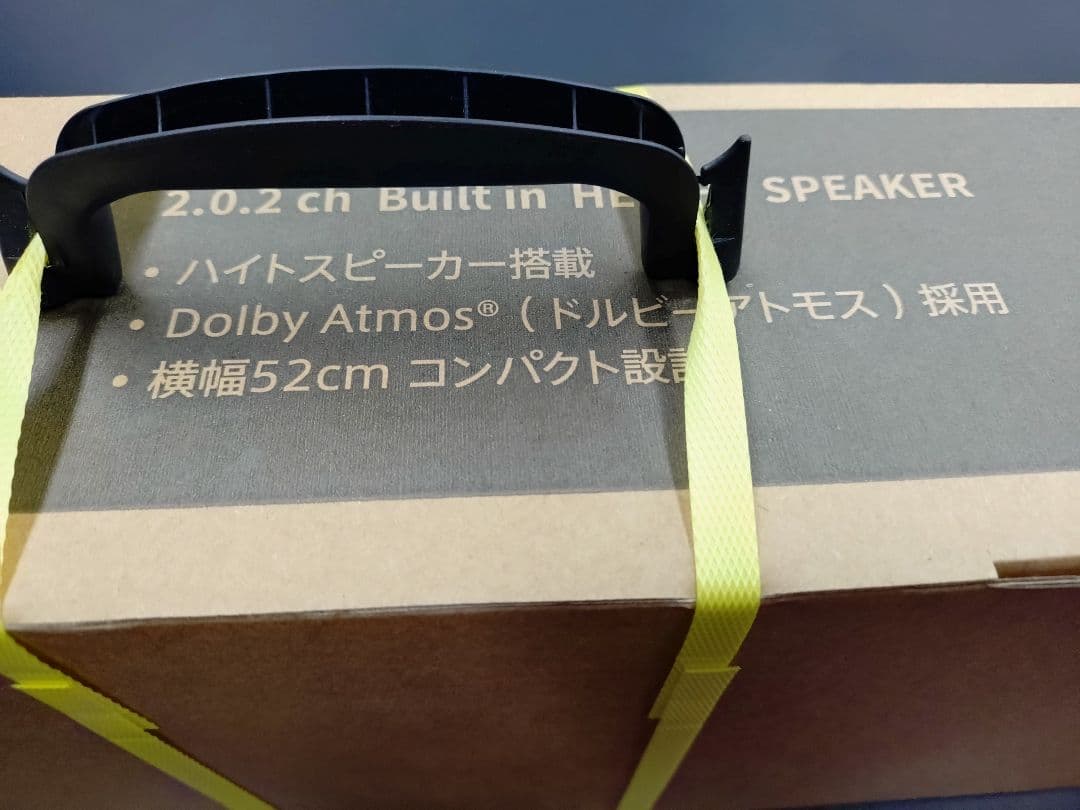 2.0.2 ch Built in HE SPEAKER
• ハイトスピーカー搭載
• Dolby Atmos®（ドルビーアトモス）採用
• 横幅52cm コンパクト設計